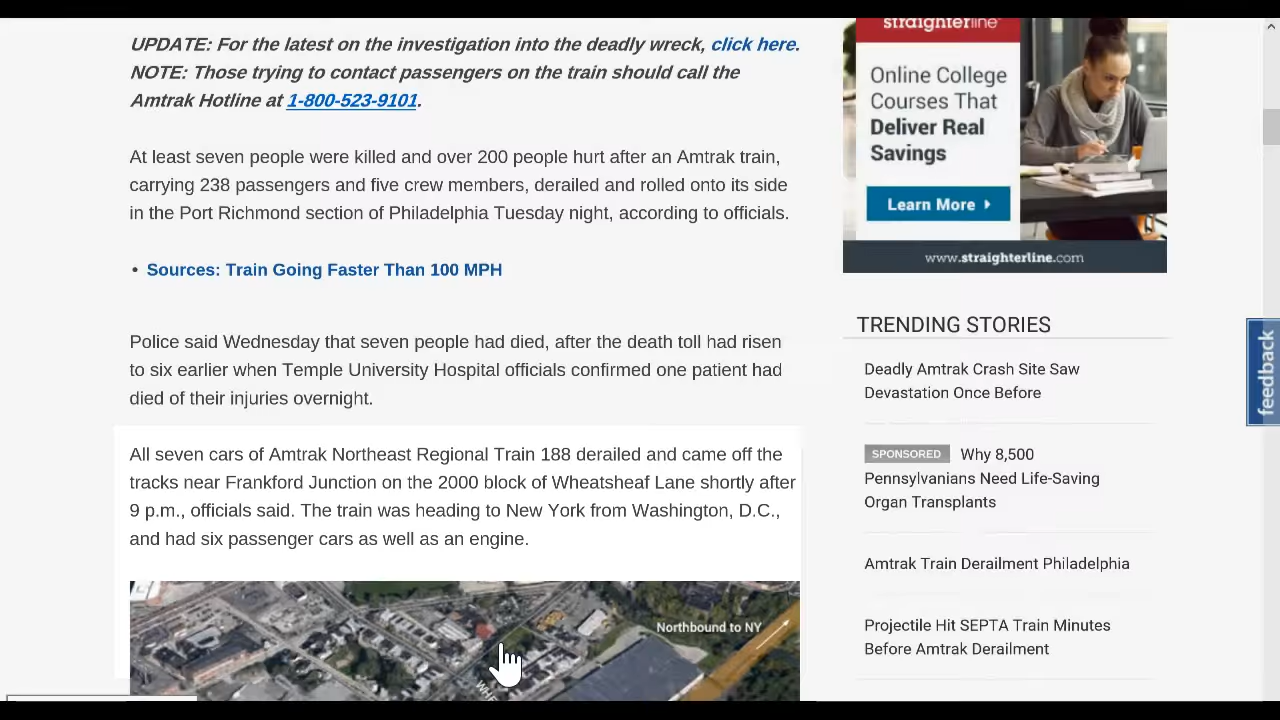 UPDATE: For the latest on the investigation into the deadly wreck, click here.
NOTE: Those trying to contact passengers on the train should call the
Amtrak Hotline at 1-800-523-9101.
At least seven people were killed and over 200 people hurt after an Amtrak train,
carrying 238 passengers and five crew members, derailed and rolled onto its side
in the Port Richmond section of Philadelphia Tuesday night, according to officials.
• Sources: Train Going Faster Than 100 MPH
Police said Wednesday that seven people had died, after the death toll had risen
to six earlier when Temple University Hospital officials confirmed one patient had
died of their injuries overnight.
All seven cars of Amtrak Northeast Regional Train 188 derailed and came off the
tracks near Frankford Junction on the 2000 block of Wheatsheaf Lane shortly after
9 p.m., officials said. The train was heading to New York from Washington, D.C.,
and had six passenger cars as well as an engine.
Northbound to NY
straighterline
Online College
Courses That
Deliver Real
Savings
Learn More
www.straighterline.com
TRENDING STORIES
Deadly Amtrak Crash Site Saw
Devastation Once Before
SPONSORED Why 8,500
Pennsylvanians Need Life-Saving
Organ Transplants
Amtrak Train Derailment Philadelphia
Projectile Hit SEPTA Train Minutes
Before Amtrak Derailment
feedback